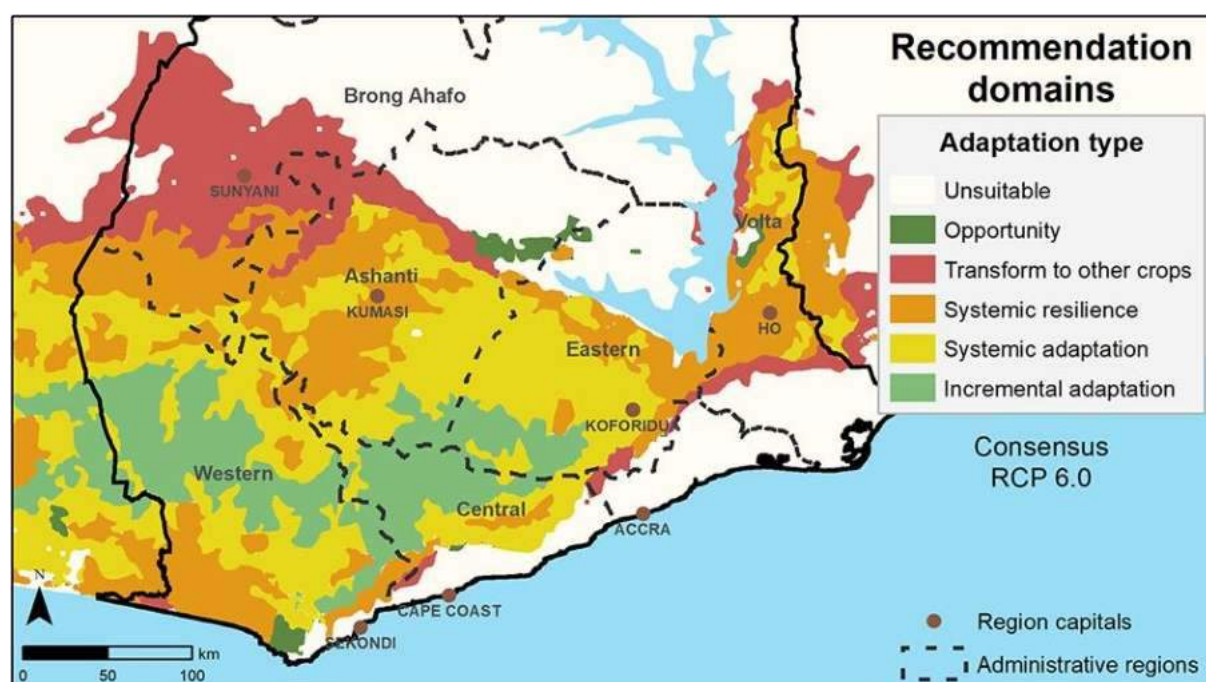 Recommendation
domains
Adaptation type
Unsuitable
Opportunity
Transform to other crops
Systemic resilience
Systemic adaptation
Incremental adaptation
Consensus
RCP 6.0
Region capitals
Administrative regions
Brong Ahafo
SUNYANI
Volta
Ashanti
KUMASI
HO
Eastern
KOFORIDUA
Western
Central
ACCRA
CAPE COAST
SEKONDI
N
km
0 50 100